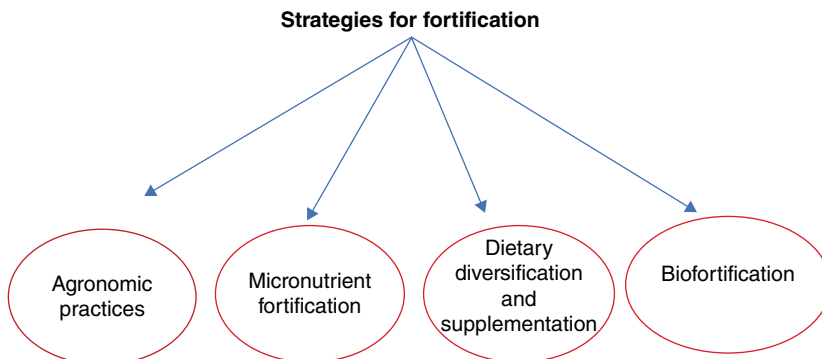 Strategies for fortification
Agronomic
practices
Micronutrient
fortification
Dietary
diversification
and
supplementation
Biofortification